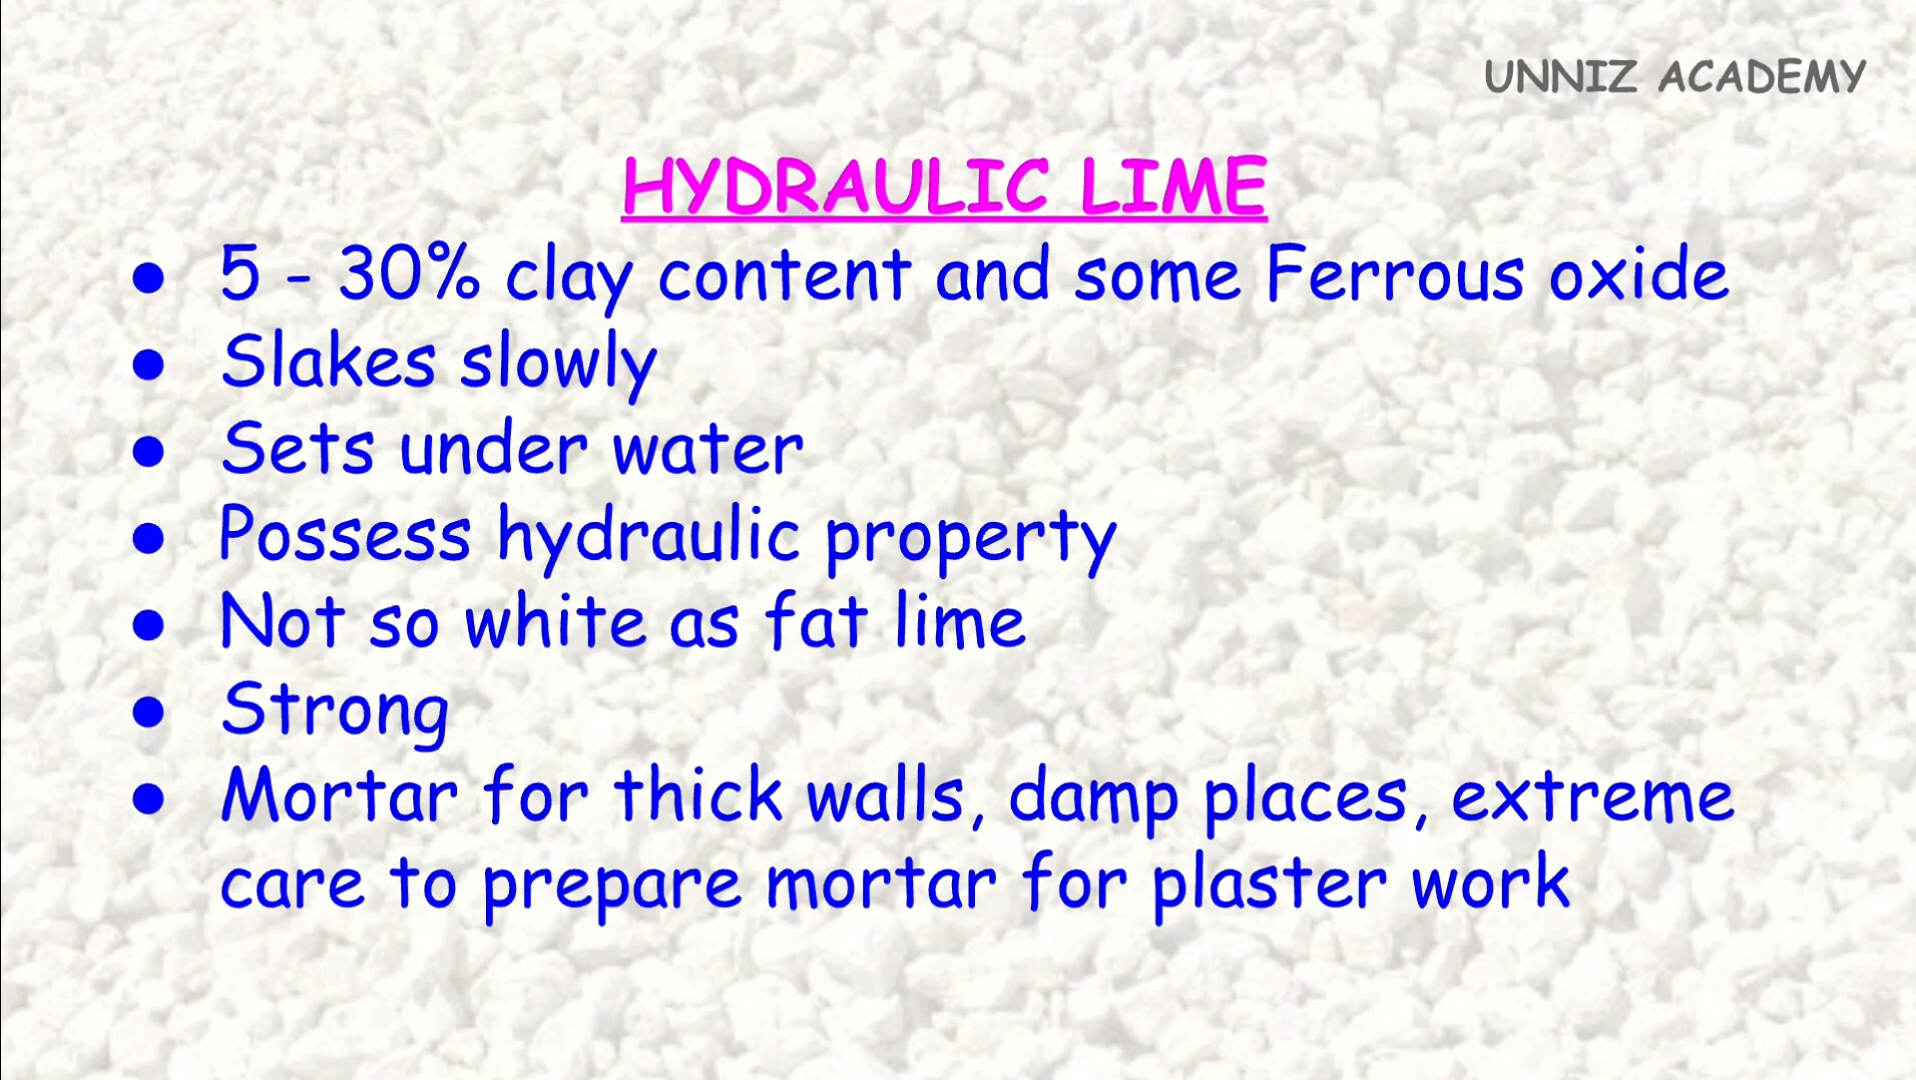 UNNIZ ACADEMY
HYDRAULIC LIME
● 5 - 30% clay content and some Ferrous oxide
● Slakes slowly
● Sets under water
● Possess hydraulic property
● Not so white as fat lime
● Strong
● Mortar for thick walls, damp places, extreme
care to prepare mortar for plaster work